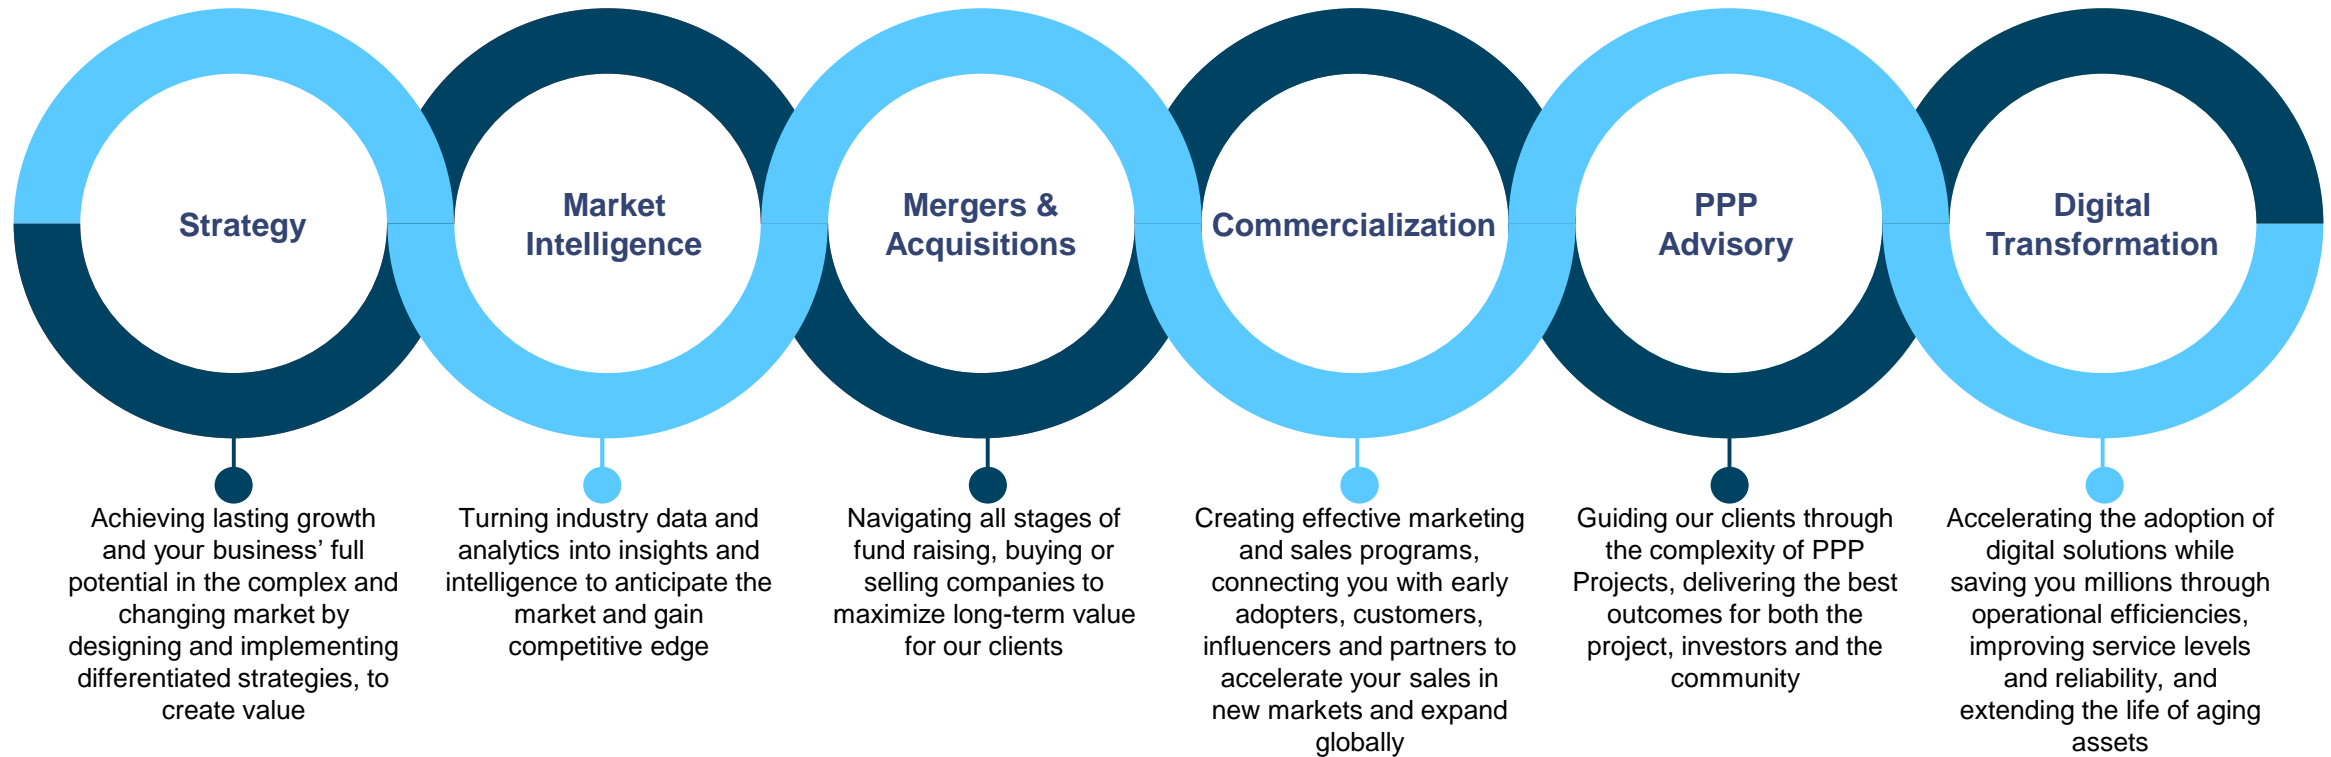 Strategy
Market
Intelligence
Mergers &
Acquisitions
Commercialization
PPP
Advisory
Digital
Transformation
Achieving lasting growth
and your business’ full
potential in the complex and
changing market by
designing and implementing
differentiated strategies, to
create value
Turning industry data and
analytics into insights and
intelligence to anticipate the
market and gain
competitive edge
Navigating all stages of
fund raising, buying or
selling companies to
maximize long-term value
for our clients
Creating effective marketing
and sales programs,
connecting you with early
adopters, customers,
influencers and partners to
accelerate your sales in
new markets and expand
globally
Guiding our clients through
the complexity of PPP
Projects, delivering the best
outcomes for both the
project, investors and the
community
Accelerating the adoption of
digital solutions while
saving you millions through
operational efficiencies,
improving service levels
and reliability, and
extending the life of aging
assets